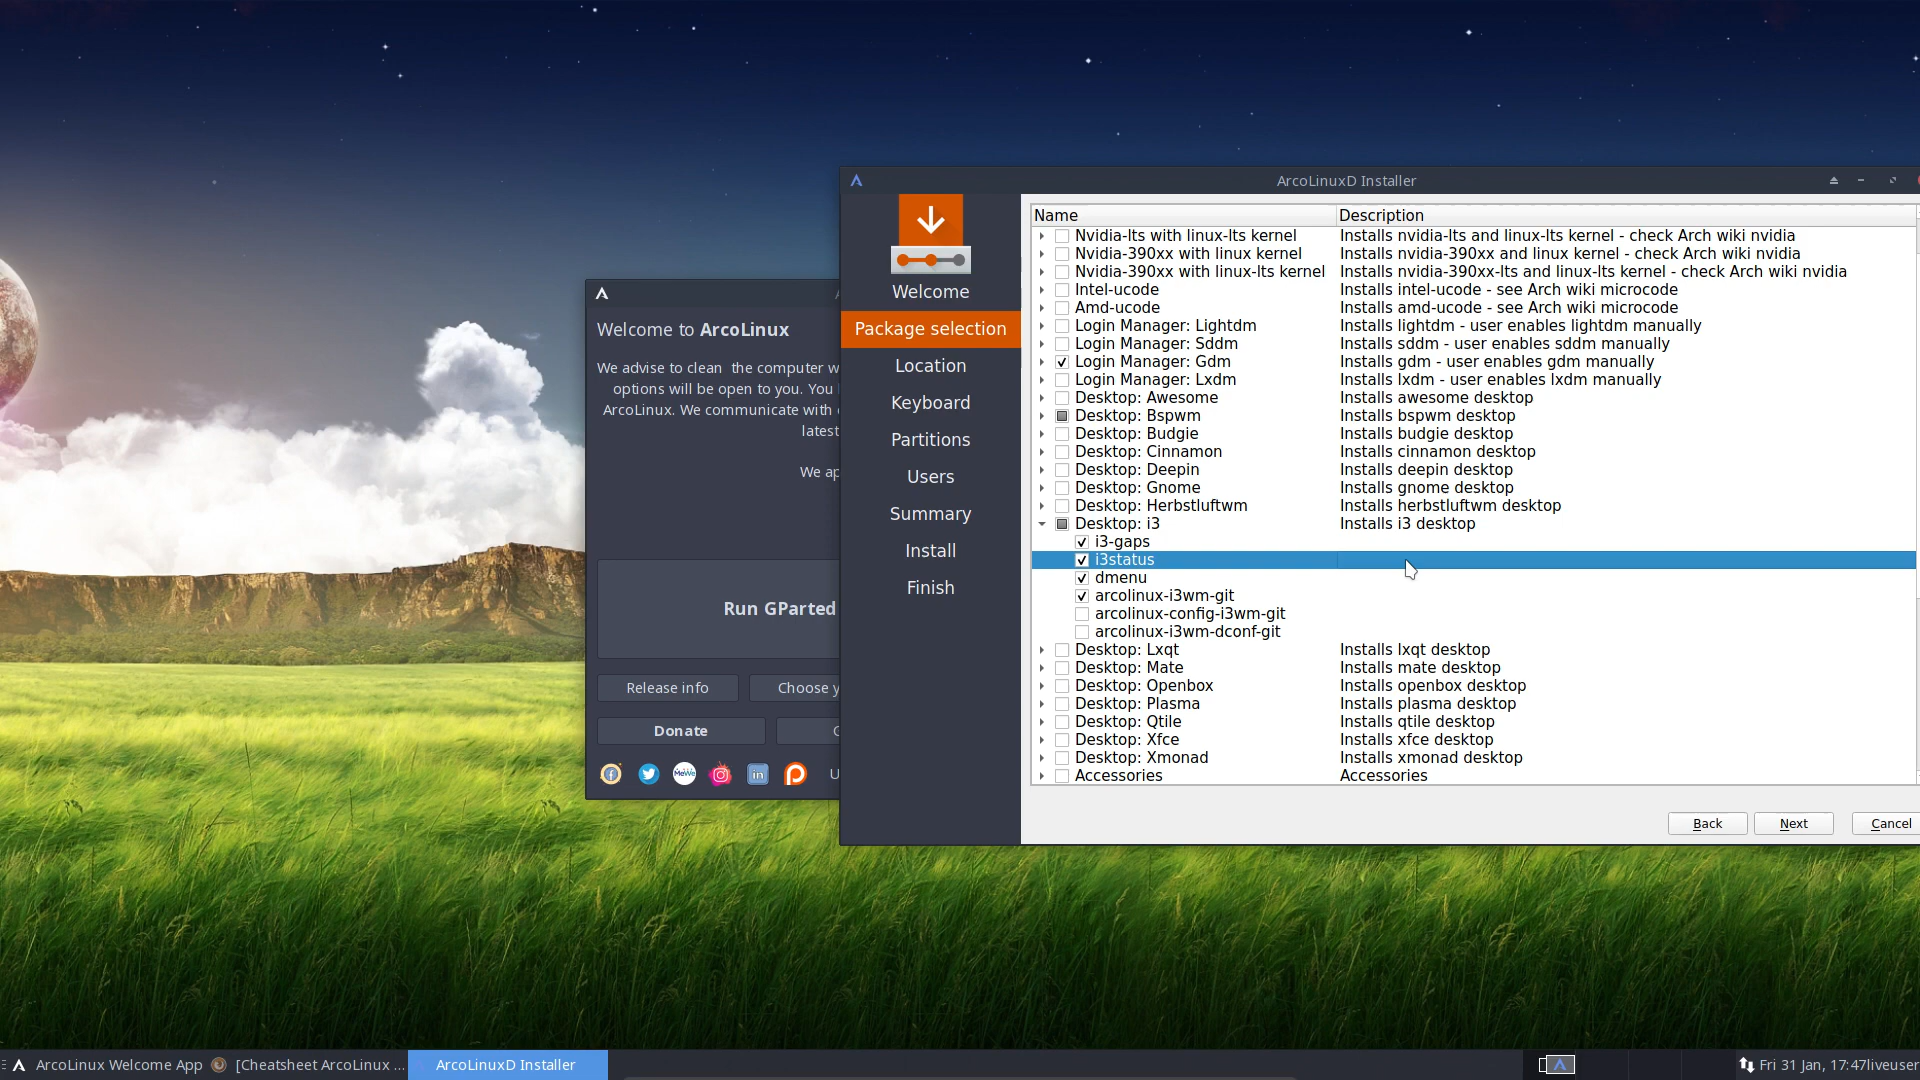 ArcoLinuxD Installer
Welcome
Package selection
Location
Keyboard
Partitions
Users
Summary
Install
Finish
Name Description
Nvidia-lts with linux-lts kernel Installs nvidia-lts and linux-lts kernel - check Arch wiki nvidia
Nvidia-390xx with linux kernel Installs nvidia-390xx and linux kernel - check Arch wiki nvidia
Nvidia-390xx with linux-lts kernel Installs nvidia-390xx-lts and linux-lts kernel - check Arch wiki nvidia
Intel-ucode Installs intel-ucode - see Arch wiki microcode
Amd-ucode Installs amd-ucode - see Arch wiki microcode
Login Manager: Lightdm Installs lightdm - user enables lightdm manually
Login Manager: Sddm Installs sddm - user enables sddm manually
Login Manager: Gdm Installs gdm - user enables gdm manually
Login Manager: Lxdm Installs lxdm - user enables lxdm manually
Desktop: Awesome Installs awesome desktop
Desktop: Bspwm Installs bspwm desktop
Desktop: Budgie Installs budgie desktop
Desktop: Cinnamon Installs cinnamon desktop
Desktop: Deepin Installs deepin desktop
Desktop: Gnome Installs gnome desktop
Desktop: Herbstluftwm Installs herbstluftwm desktop
Desktop: i3 Installs i3 desktop
i3-gaps
i3status
dmenu
arcolinux-i3wm-git
arcolinux-config-i3wm-git
arcolinux-i3wm-dconf-git
Desktop: Lxqt Installs lxqt desktop
Desktop: Mate Installs mate desktop
Desktop: Openbox Installs openbox desktop
Desktop: Plasma Installs plasma desktop
Desktop: Qtile Installs qtile desktop
Desktop: Xfce Installs xfce desktop
Desktop: Xmonad Installs xmonad desktop
Accessories Accessories
Back Next Cancel
Welcome to ArcoLinux
We advise to clean the computer w
options will be open to you. You
ArcoLinux. We communicate with
latest
We ap
Run GParted
Release info Choose y
Donate
MeWe in U
ArcoLinux Welcome App [Cheatsheet ArcoLinux ... ArcoLinuxD Installer Fri 31 Jan, 17:47 liveuser